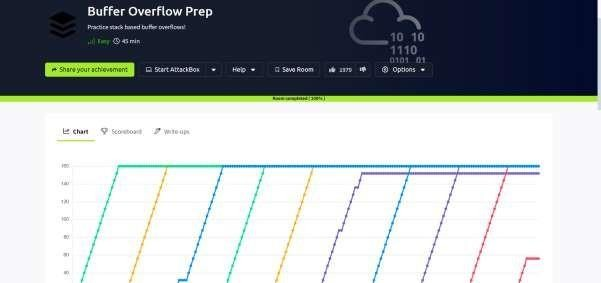 Buffer Overflow Prep
Practice stack based buffer overflows!
Easy 45 min
10 10
1110
0101 01
Share your achievement Start AttackBox Help Save Room 1979 Options
Room completed ( 100% )
Chart Scoreboard Write-ups
160
140
120
100
80
60
40